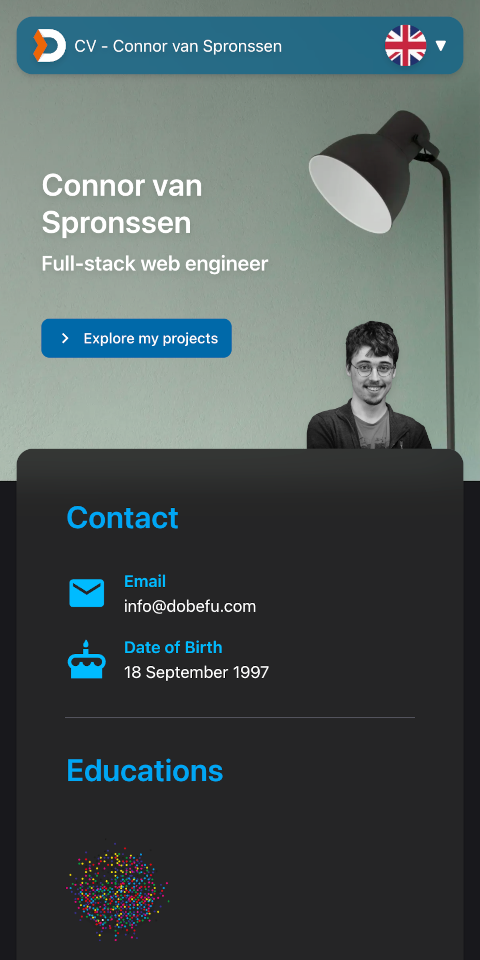 CV - Connor van Spronssen
Connor van
Spronssen
Full-stack web engineer
Explore my projects
Contact
Email
info@dobefu.com
Date of Birth
18 September 1997
Educations